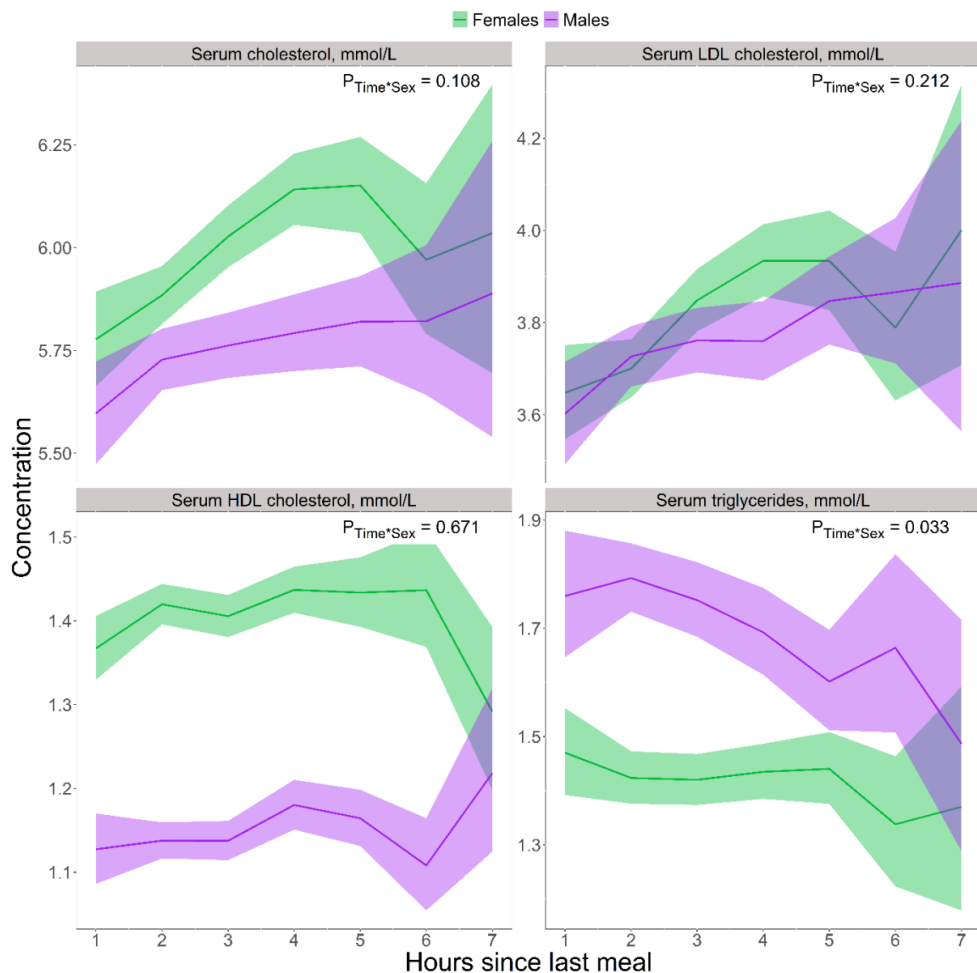 Females Males
Serum cholesterol, mmol/L
P Time*Sex = 0.108
6.25
6.00
5.75
5.50
Serum LDL cholesterol, mmol/L
P Time*Sex = 0.212
4.2
4.0
3.8
3.6
Concentration
Serum HDL cholesterol, mmol/L
P Time*Sex = 0.671
1.5
1.4
1.3
1.2
1.1
1 2 3 4 5 6 7
Serum triglycerides, mmol/L
P Time*Sex = 0.033
1.9
1.7
1.5
1.3
1 2 3 4 5 6 7
Hours since last meal